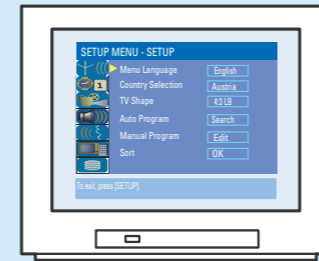 SETUP MENU - SETUP
Menu Language English
Country Selection Austria
TV Shape 4:3 LB
Auto Program Search
Manual Program Edit
Sort OK
To exit, press [SETUP].
1